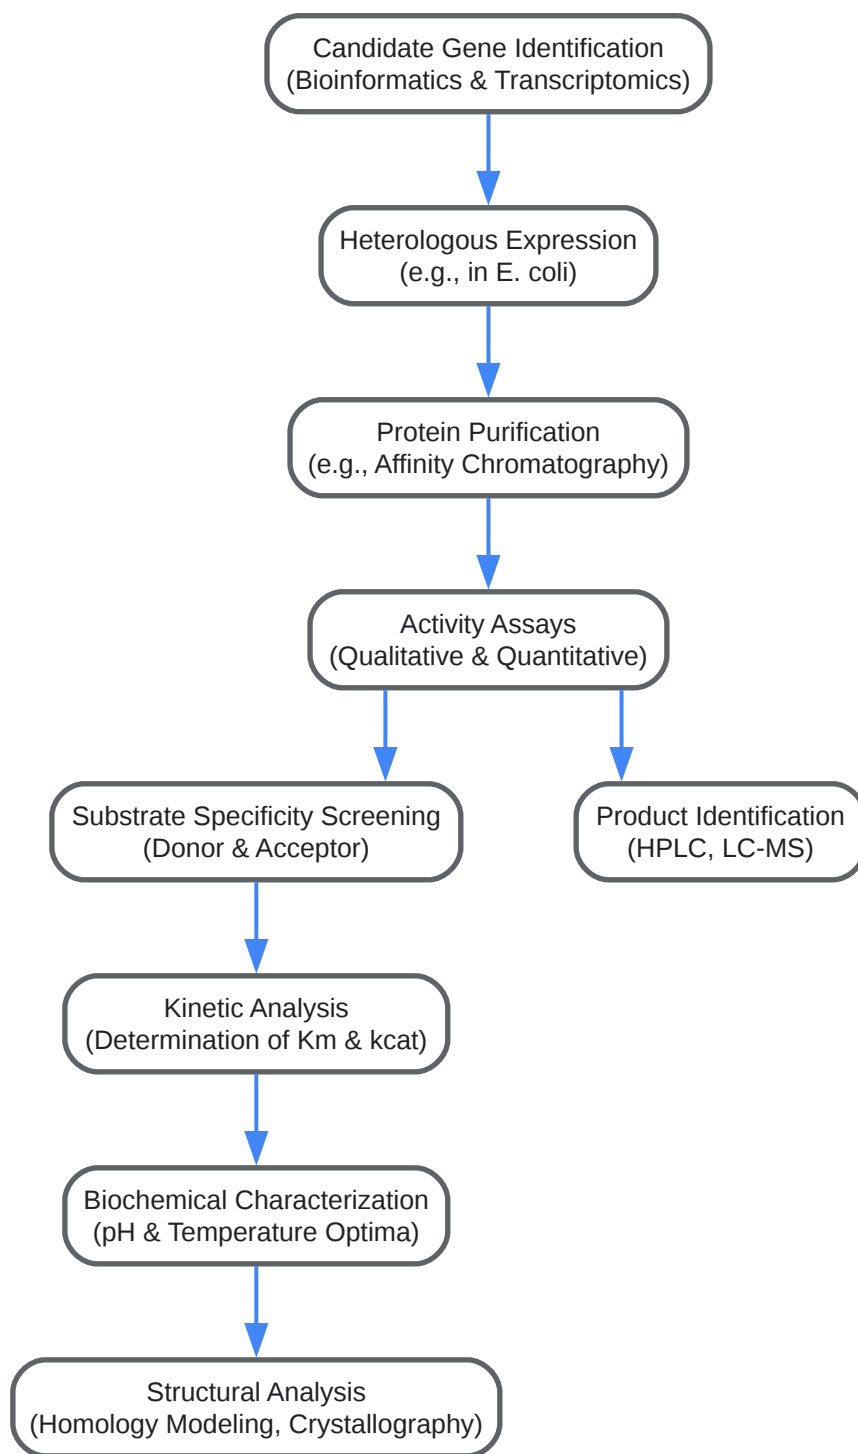 Candidate Gene Identification
(Bioinformatics & Transcriptomics)
Heterologous Expression
(e.g., in E. coli)
Protein Purification
(e.g., Affinity Chromatography)
Activity Assays
(Qualitative & Quantitative)
Substrate Specificity Screening
(Donor & Acceptor)
Product Identification
(HPLC, LC-MS)
Kinetic Analysis
(Determination of Km & kcat)
Biochemical Characterization
(pH & Temperature Optima)
Structural Analysis
(Homology Modeling, Crystallography)